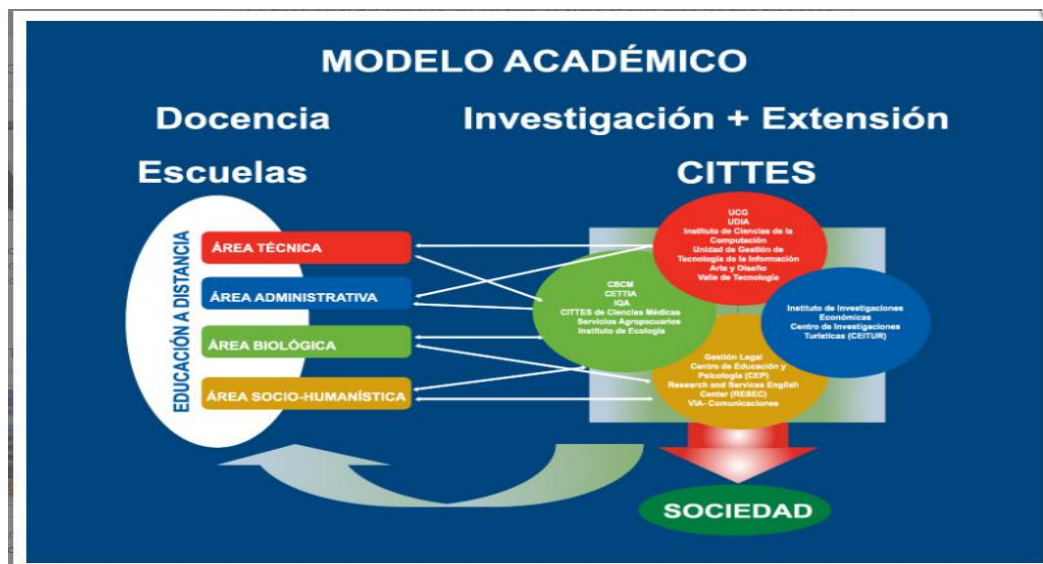 MODELO ACADÉMICO
Docencia
Investigación + Extensión
Escuelas
CITTES
EDUCACIÓN A DISTANCIA
ÁREA TÉCNICA
ÁREA ADMINISTRATIVA
ÁREA BIOLÓGICA
ÁREA SOCIO-HUMANÍSTICA
UCG
UDIA
Instituto de Ciencias de la
Computación
Unidad de Gestión de
Tecnología de la Información
Arte y Diseño
Valle de Tecnología
CBCM
CETTIA
IQA
CITTES de Ciencias Médicas
Servicios Agropecuarios
Instituto de Ecología
Instituto de Investigaciones
Económicas
Centro de Investigaciones
Turísticas (CEITUR)
Gestión Legal
Centro de Educación y
Psicología (CEP)
Research and Services English
Center (RESEC)
VIA- Comunicaciones
SOCIEDAD